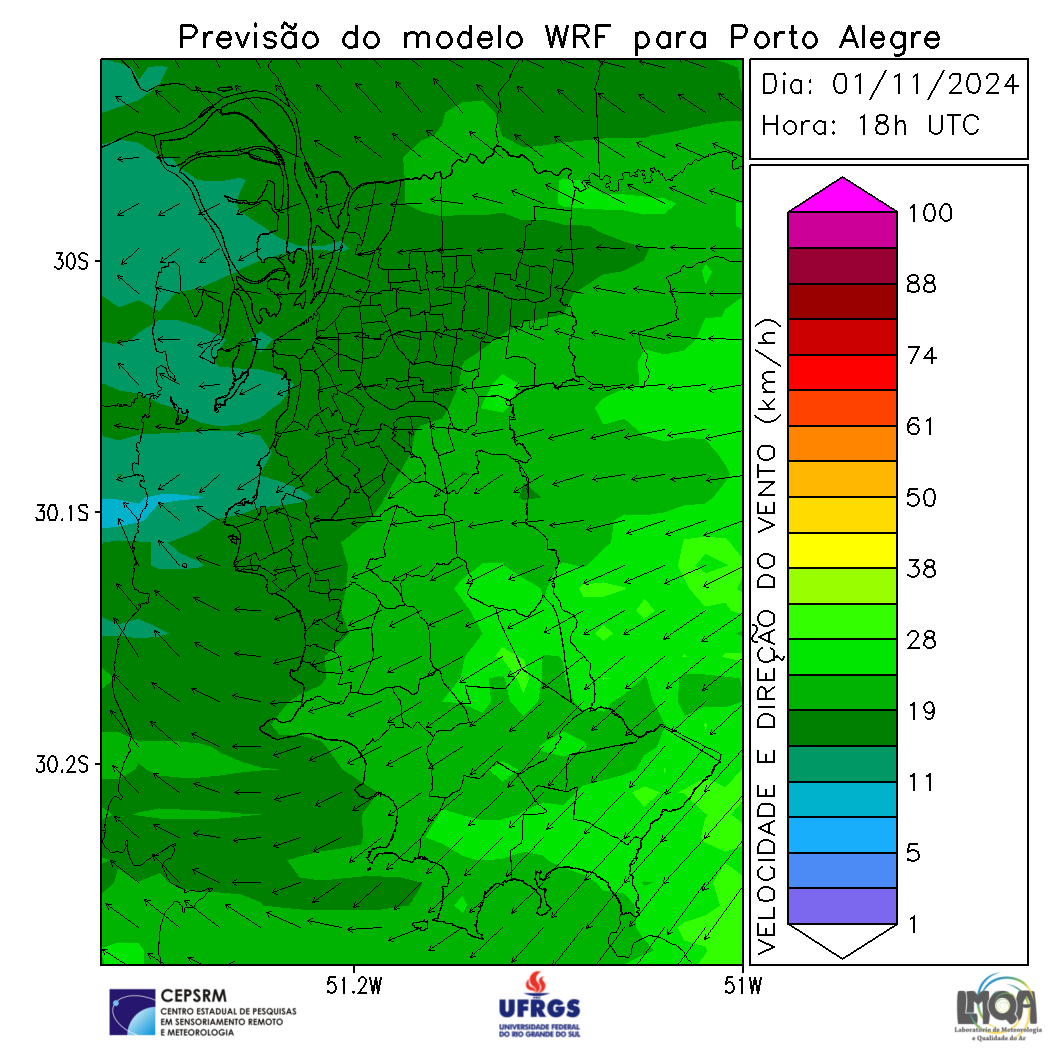 Previsão do modelo WRF para Porto Alegre
Dia: 01/11/2024
Hora: 18h UTC
100
88
74
61
50
38
28
19
11
5
1
VELOCIDADE E DIREÇÃO DO VENTO (km/h)
30S
30.1S
30.2S
51.2W
51W
CEPSRM
CENTRO ESTADUAL DE PESQUISAS
EM SENSORIAMENTO REMOTO
E METEOROLOGIA
UFRGS
UNIVERSIDADE FEDERAL
DO RIO GRANDE DO SUL
LMQA
Laboratório de Meteorologia
e Qualidade do Ar